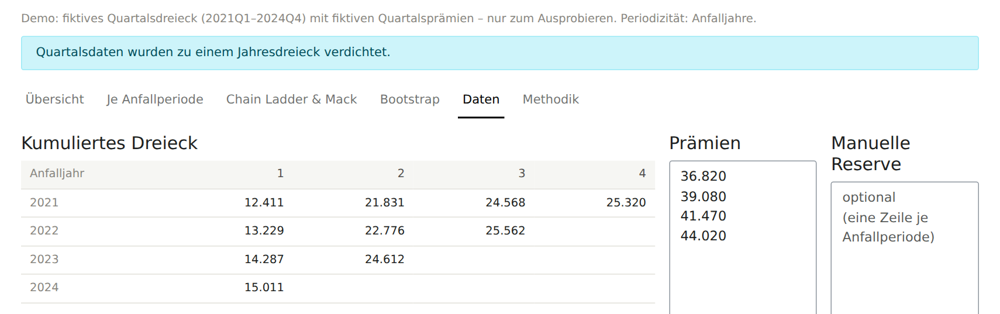 Demo: fiktives Quartalsdreieck (2021Q1–2024Q4) mit fiktiven Quartalsprämien – nur zum Ausprobieren. Periodizität: Anfalljahre.
Quartalsdaten wurden zu einem Jahresdreieck verdichtet.
Übersicht Je Anfallperiode Chain Ladder & Mack Bootstrap Daten Methodik
Kumuliertes Dreieck
Anfalljahr 1 2 3 4
2021 12.411 21.831 24.568 25.320
2022 13.229 22.776 25.562
2023 14.287 24.612
2024 15.011
Prämien
36.820
39.080
41.470
44.020
Manuelle
Reserve
optional
(eine Zeile je
Anfallperiode)